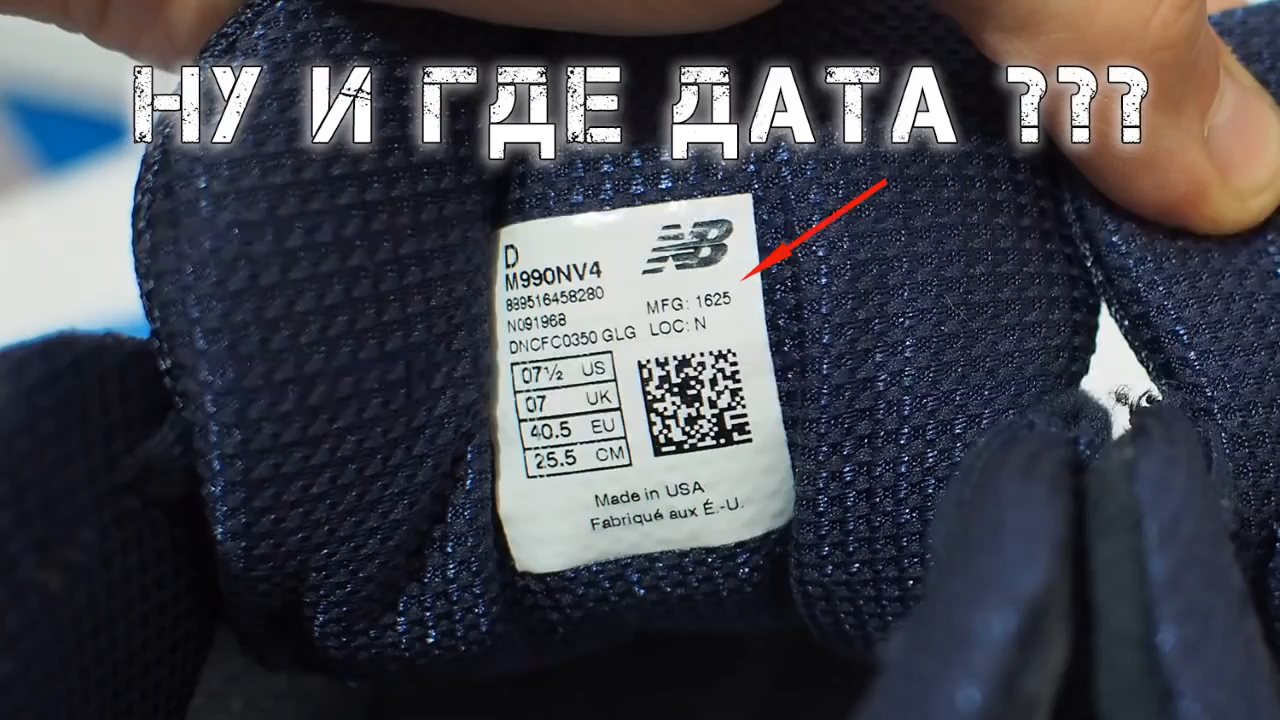 НУ И ГДЕ ДАТА ???
NB
D
M990NV4
889516458280
N091968
DNCFC0350 GLG
MFG: 1625
LOC: N
07½ US
07 UK
40.5 EU
25.5 CM
Made in USA
Fabriqué aux É.-U.